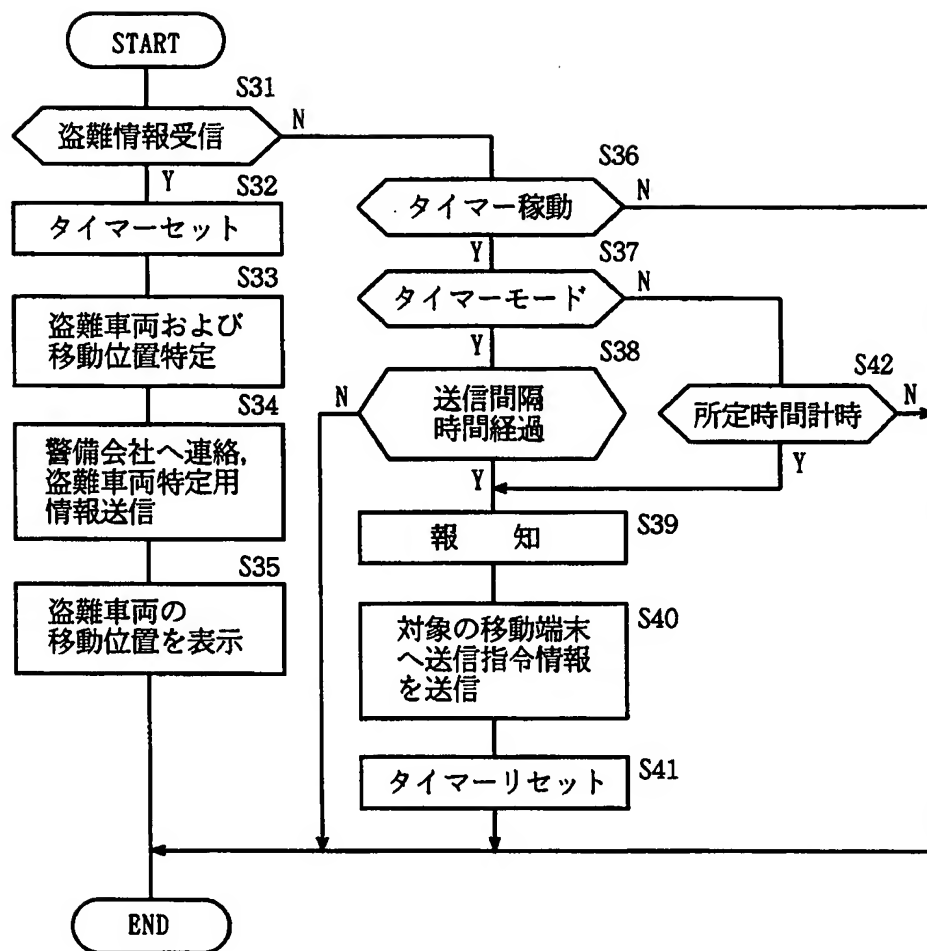 START
S31
盗難情報受信
N
Y
S32
タイマーセット
S33
盗難車両および
移動位置特定
S34
警備会社へ連絡,
盗難車両特定用
情報送信
S35
盗難車両の
移動位置を表示
END
S36
タイマー稼動
N
Y
S37
タイマーモード
N
Y
S38
送信間隔
時間経過
N
Y
S42
所定時間計時
N
Y
S39
報 知
S40
対象の移動端末
へ送信指令情報
を送信
S41
タイマーリセット